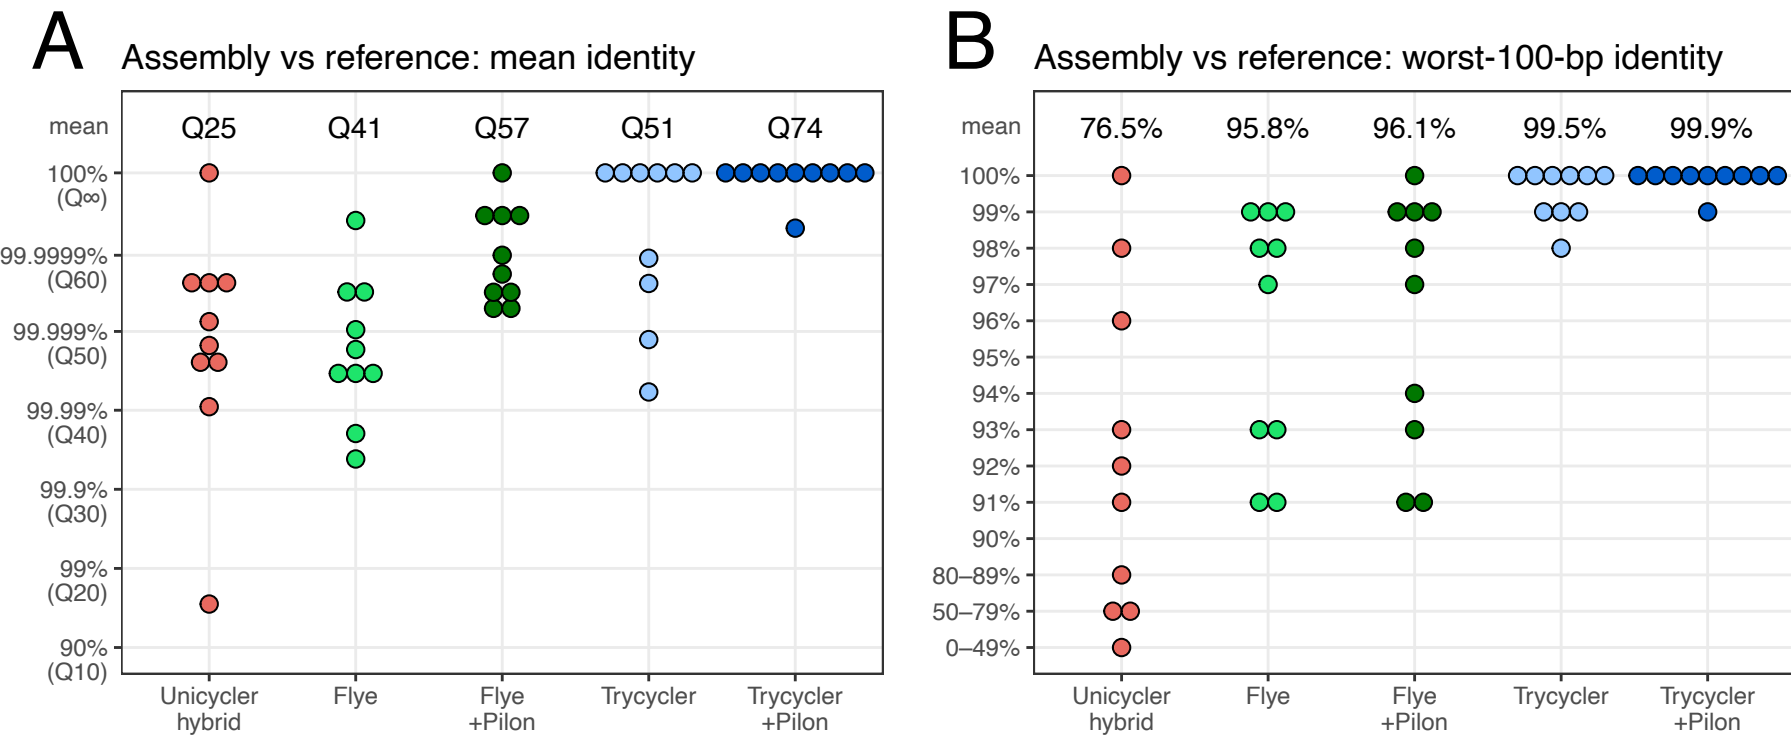 A
Assembly vs reference: mean identity
mean
Q25
Q41
Q57
Q51
Q74
100%
(Q∞)
99.9999%
(Q60)
99.999%
(Q50)
99.99%
(Q40)
99.9%
(Q30)
99%
(Q20)
90%
(Q10)
Unicycler
hybrid
Flye
Flye
+Pilon
Trycycler
Trycycler
+Pilon
B
Assembly vs reference: worst-100-bp identity
mean
76.5%
95.8%
96.1%
99.5%
99.9%
100%
99%
98%
97%
96%
95%
94%
93%
92%
91%
90%
80–89%
50–79%
0–49%
Unicycler
hybrid
Flye
Flye
+Pilon
Trycycler
Trycycler
+Pilon